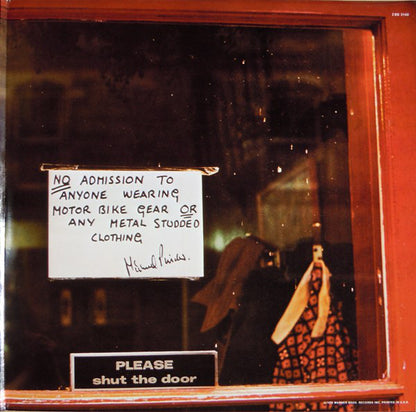 NO ADMISSION TO
ANYONE WEARING
MOTOR BIKE GEAR OR
ANY METAL STUDDED
CLOTHING
PLEASE
shut the door